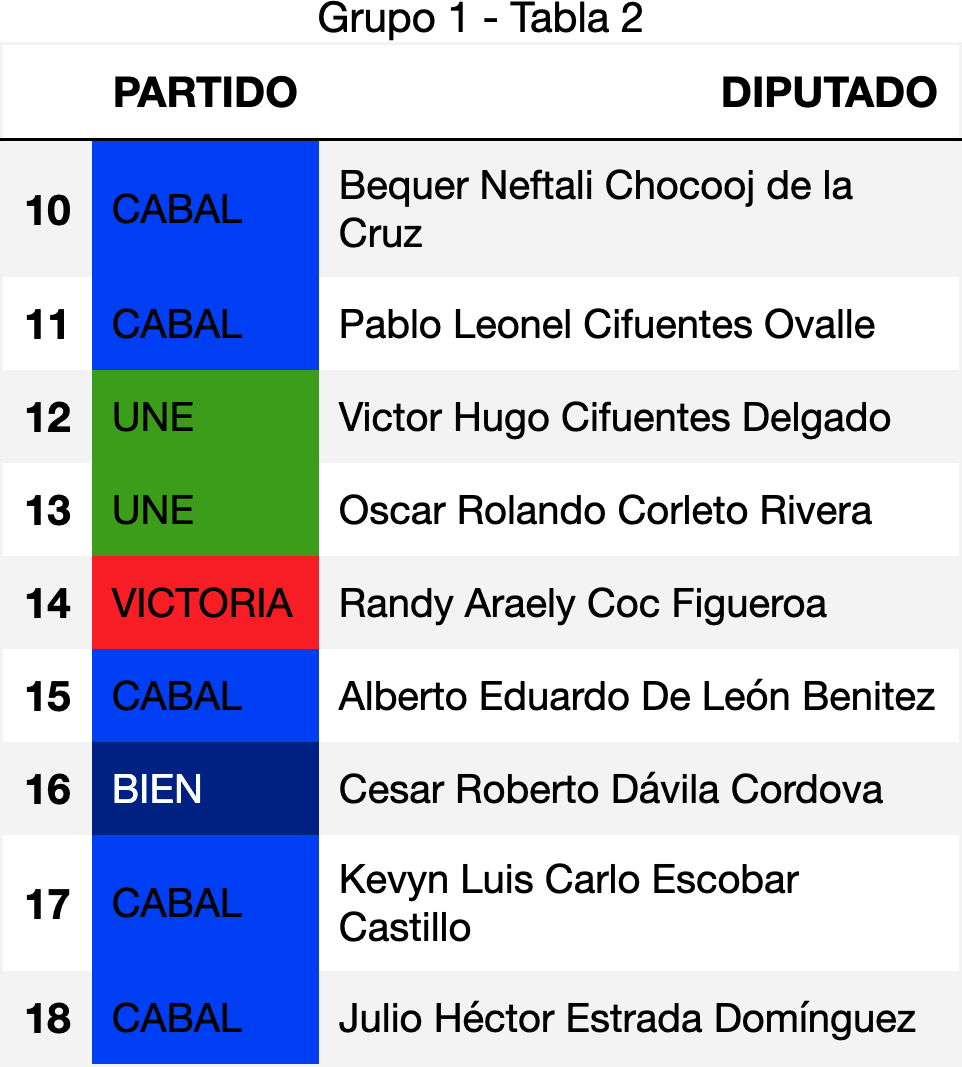 Grupo 1 - Tabla 2
PARTIDO DIPUTADO
10 CABAL Bequer Neftali Chocooj de la
Cruz
11 CABAL Pablo Leonel Cifuentes Ovalle
12 UNE Victor Hugo Cifuentes Delgado
13 UNE Oscar Rolando Corleto Rivera
14 VICTORIA Randy Araely Coc Figueroa
15 CABAL Alberto Eduardo De León Benitez
16 BIEN Cesar Roberto Dávila Cordova
17 CABAL Kevyn Luis Carlo Escobar
Castillo
18 CABAL Julio Héctor Estrada Domínguez